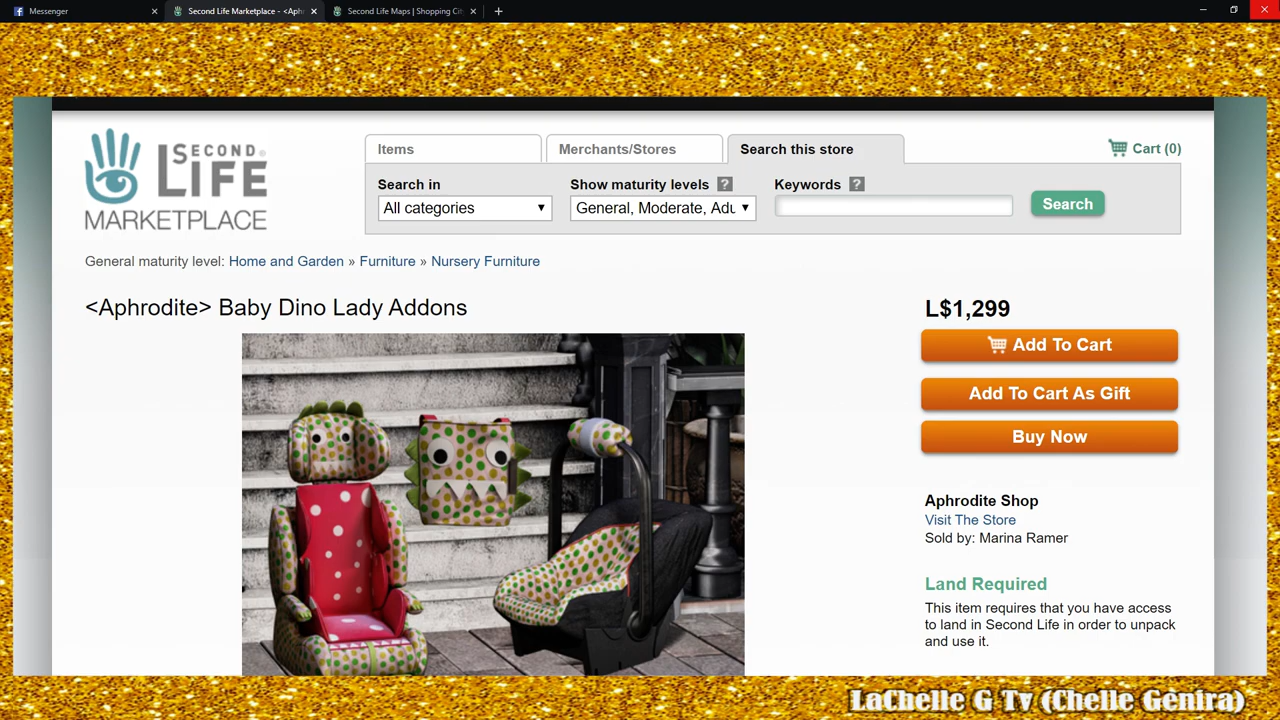 Messenger
Second Life Marketplace - <Aph
Second Life Maps | Shopping Cit
SECOND
LIFE
MARKETPLACE
Items
Merchants/Stores
Search this store
Cart (0)
Search in
Show maturity levels ?
Keywords ?
All categories
General, Moderate, Adu
Search
General maturity level: Home and Garden » Furniture » Nursery Furniture
<Aphrodite> Baby Dino Lady Addons
L$1,299
Add To Cart
Add To Cart As Gift
Buy Now
Aphrodite Shop
Visit The Store
Sold by: Marina Ramer
Land Required
This item requires that you have access
to land in Second Life in order to unpack
and use it.
LaChelle G Tv (Chelle Genira)